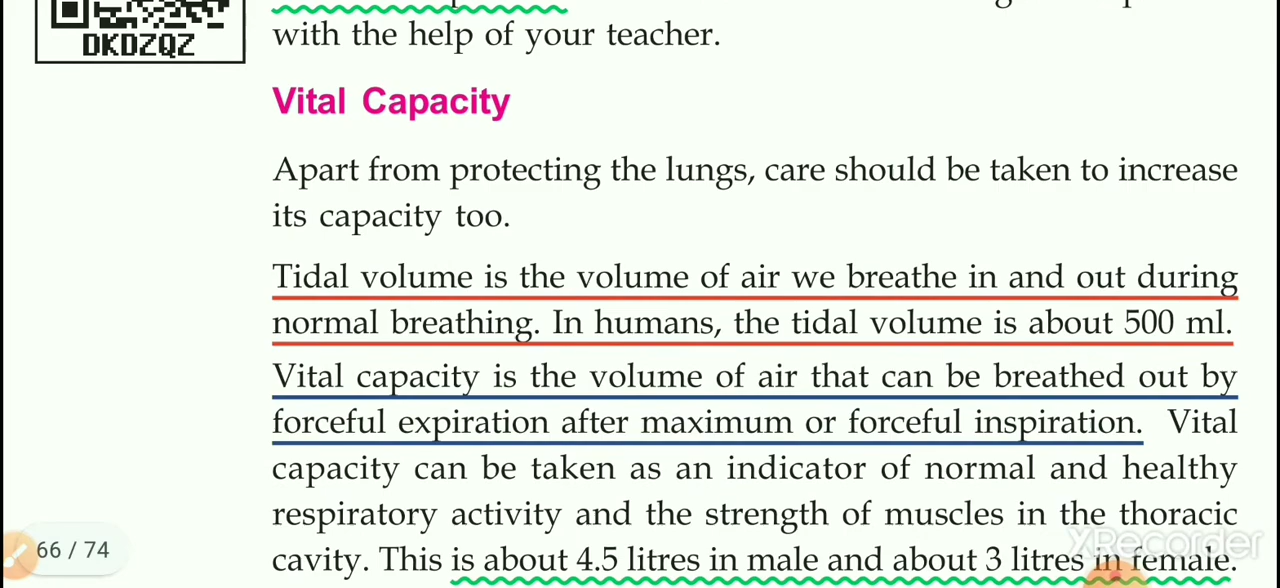 DKDZQZ
with the help of your teacher.
Vital Capacity
Apart from protecting the lungs, care should be taken to increase
its capacity too.
Tidal volume is the volume of air we breathe in and out during
normal breathing. In humans, the tidal volume is about 500 ml.
Vital capacity is the volume of air that can be breathed out by
forceful expiration after maximum or forceful inspiration. Vital
capacity can be taken as an indicator of normal and healthy
respiratory activity and the strength of muscles in the thoracic
cavity. This is about 4.5 litres in male and about 3 litres in female.
66 / 74
XRecorder